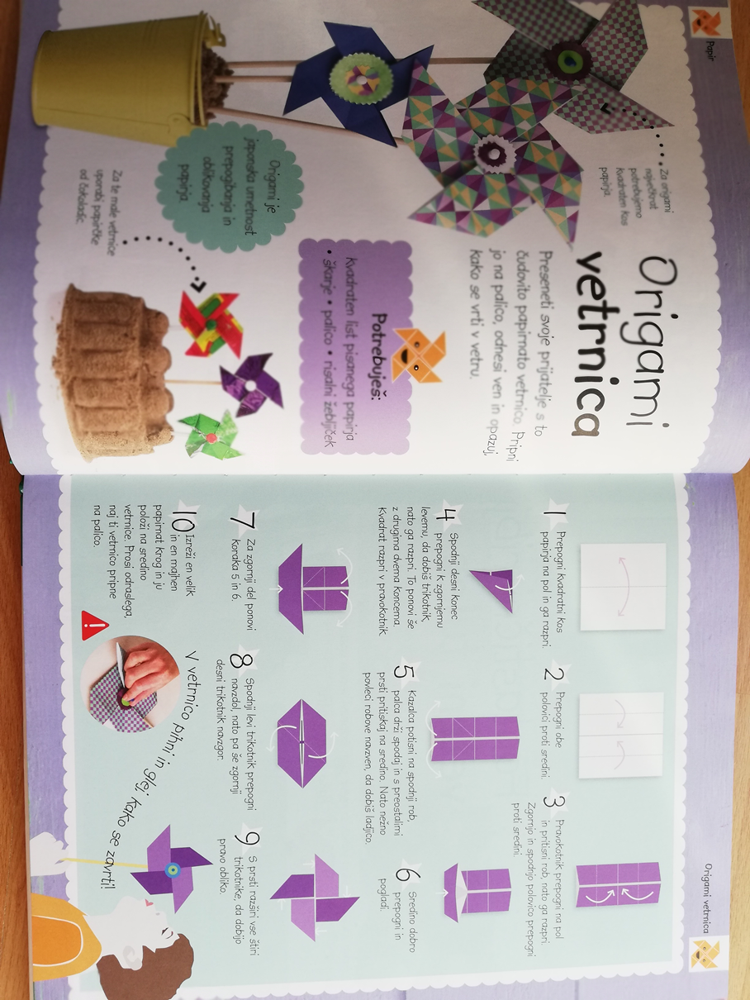 Papir
Za origami
največkrat
potrebujemo
kvadraten kos
papirja.
Origami
vetrnica
Preseneti svoje prijatelje s to
čudovito papirnato vetrnico. Pripni
jo na palico, odnesi ven in opazuj,
kako se vrti v vetru.
Potrebuješ:
Kvadraten list pisanega papirja
• škarje • palico • risalni žebljiček
Origami je
japonska umetnost
prepogibanja in
oblikovanja
papirja.
Za te male vetrnice
uporabi papirčke
od čokolade.
Origami vetrnica
1 Prepogni kvadratni kos
papirja na pol in ga razpri.
2 Prepogni obe
polovici proti sredini.
3 Pravokotnik prepogni na pol
in pritisni rob, nato ga razpri.
Zgornjo in spodnjo polovico prepogni
proti sredini.
4 Spodnji desni konec
prepogni k zgornjemu
levemu, da dobiš trikotnik,
nato ga razpri. To ponovi še
z drugima dvema koncema.
Kvadrat razpri v pravokotnik.
5 Kazalca potisni na spodnji rob,
palca drži spodaj in s preostalimi
prsti pritiskaj na sredino. Nato nežno
povleci robove navzven, da dobiš ladjico.
6 Sredino dobro
prepogni in
pogladi.
7 Za zgornji del ponovi
koraka 5 in 6.
8 Spodnji levi trikotnik prepogni
navzdol, nato pa še zgornji
desni trikotnik navzgor.
9 S prsti razširi vse štiri
trikotnike, da dobijo
pravo obliko.
10 Izreži en velik
in en majhen
papirnat krog in ju
položi na sredino
vetrnice. Prosi odraslega,
naj ti vetrnico pripne
na palico.
!
V vetrnico pihni in glej, kako se zavrti!